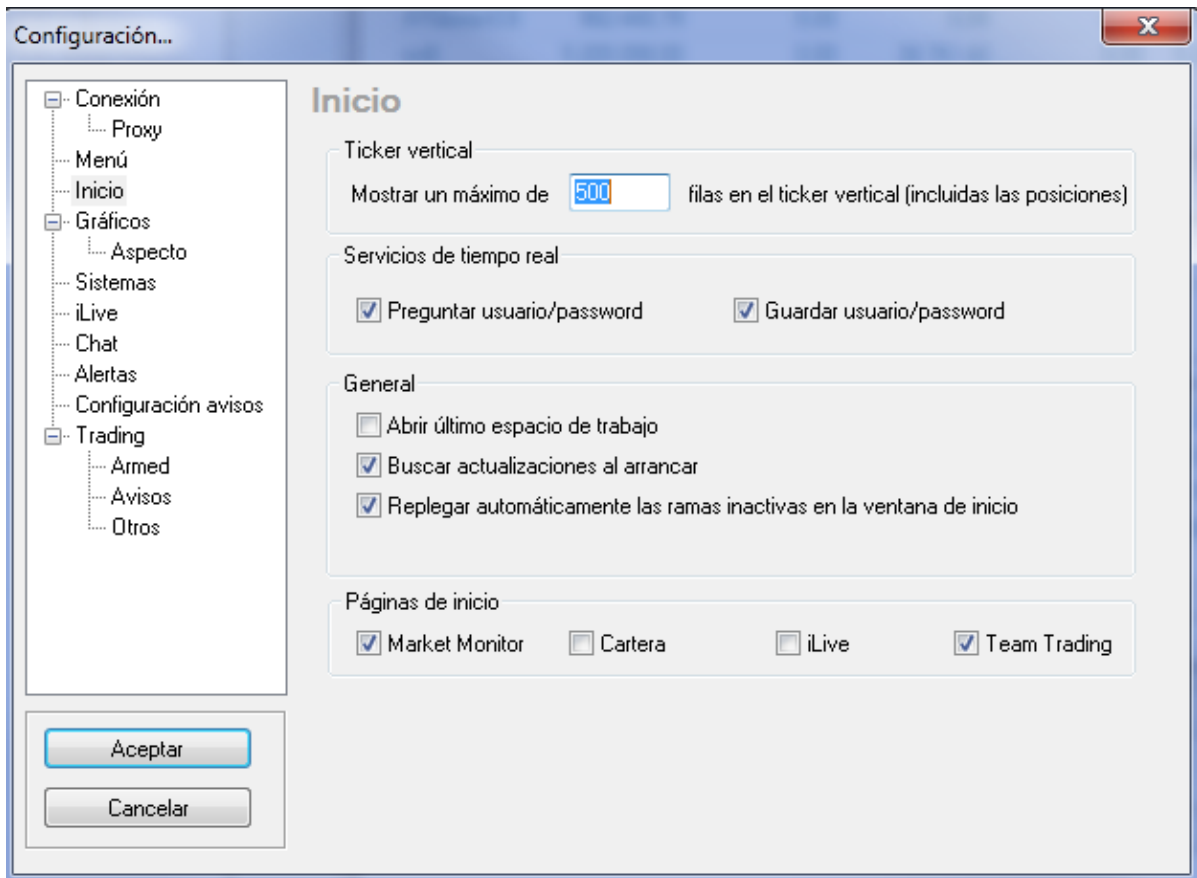 Configuración...
Conexión
Proxy
Menú
Inicio
Gráficos
Aspecto
Sistemas
iLive
Chat
Alertas
Configuración avisos
Trading
Armed
Avisos
Otros
Aceptar
Cancelar
Inicio
Ticker vertical
Mostrar un máximo de 500 filas en el ticker vertical (incluidas las posiciones)
Servicios de tiempo real
Preguntar usuario/password Guardar usuario/password
General
Abrir último espacio de trabajo
Buscar actualizaciones al arrancar
Replegar automáticamente las ramas inactivas en la ventana de inicio
Páginas de inicio
Market Monitor Cartera iLive Team Trading